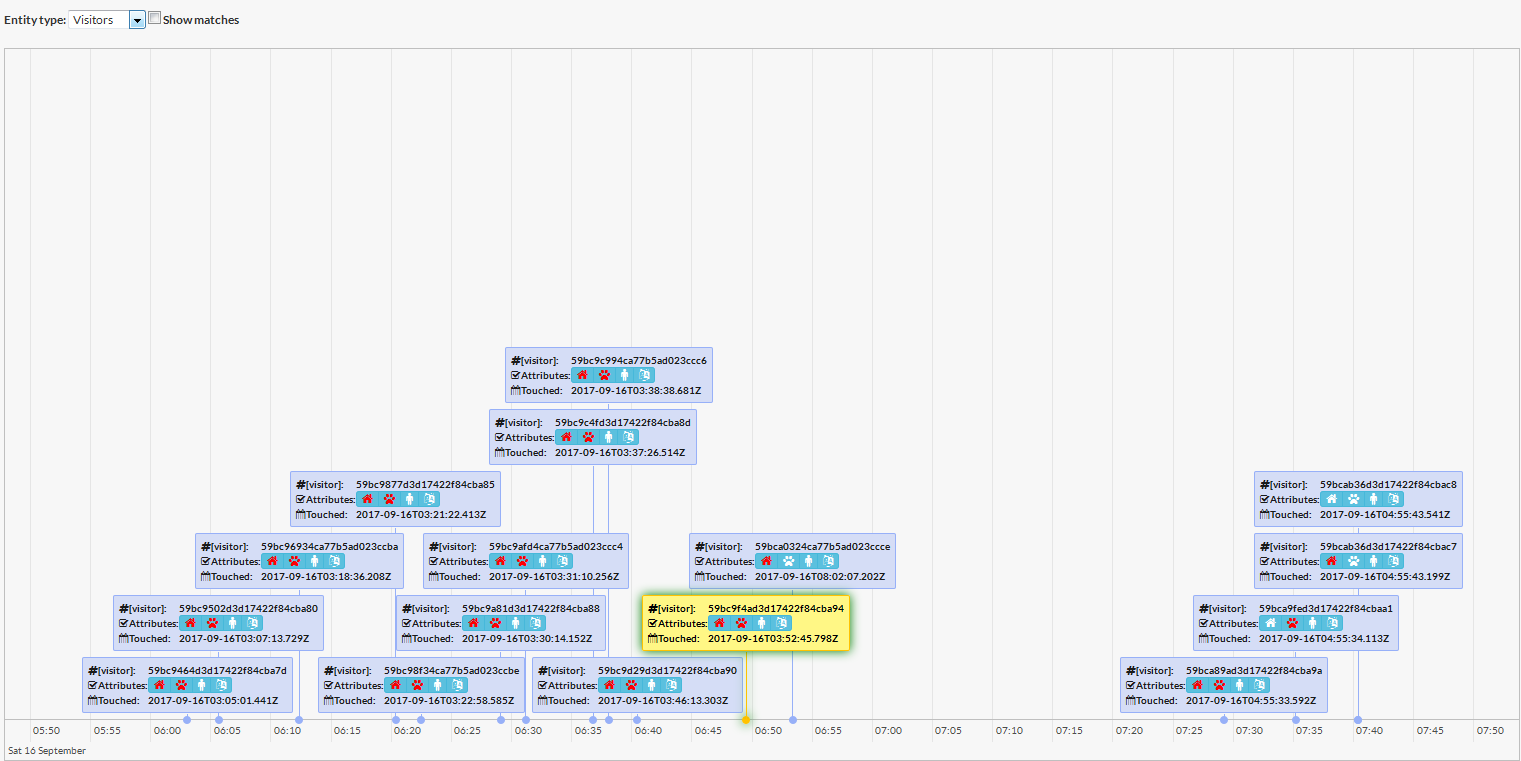 Entity type: Visitors Show matches
#[visitor]: 59bc9c994ca77b5ad023ccc6
Attributes:
Touched: 2017-09-16T03:38:38.681Z
#[visitor]: 59bc9c4fd3d17422f84cba8d
Attributes:
Touched: 2017-09-16T03:37:26.514Z
#[visitor]: 59bc9877d3d17422f84cba85
Attributes:
Touched: 2017-09-16T03:21:22.413Z
#[visitor]: 59bcab36d3d17422f84cbac8
Attributes:
Touched: 2017-09-16T04:55:43.541Z
#[visitor]: 59bc96934ca77b5ad023ccba
Attributes:
Touched: 2017-09-16T03:18:36.208Z
#[visitor]: 59bc9afd4ca77b5ad023ccc4
Attributes:
Touched: 2017-09-16T03:31:10.256Z
#[visitor]: 59bca0324ca77b5ad023ccce
Attributes:
Touched: 2017-09-16T08:02:07.202Z
#[visitor]: 59bcab36d3d17422f84cbac7
Attributes:
Touched: 2017-09-16T04:55:43.199Z
#[visitor]: 59bc9502d3d17422f84cba80
Attributes:
Touched: 2017-09-16T03:07:13.729Z
#[visitor]: 59bc9a81d3d17422f84cba88
Attributes:
Touched: 2017-09-16T03:30:14.152Z
#[visitor]: 59bc9f4ad3d17422f84cba94
Attributes:
Touched: 2017-09-16T03:52:45.798Z
#[visitor]: 59bca9fed3d17422f84cbaa1
Attributes:
Touched: 2017-09-16T04:55:34.113Z
#[visitor]: 59bc9464d3d17422f84cba7d
Attributes:
Touched: 2017-09-16T03:05:01.441Z
#[visitor]: 59bc98f34ca77b5ad023ccbe
Attributes:
Touched: 2017-09-16T03:22:58.585Z
#[visitor]: 59bc9d29d3d17422f84cba90
Attributes:
Touched: 2017-09-16T03:46:13.303Z
#[visitor]: 59bca89ad3d17422f84cba9a
Attributes:
Touched: 2017-09-16T04:55:33.592Z
05:50 05:55 06:00 06:05 06:10 06:15 06:20 06:25 06:30 06:35 06:40 06:45 06:50 06:55 07:00 07:05 07:10 07:15 07:20 07:25 07:30 07:35 07:40 07:45 07:50
Sat 16 September